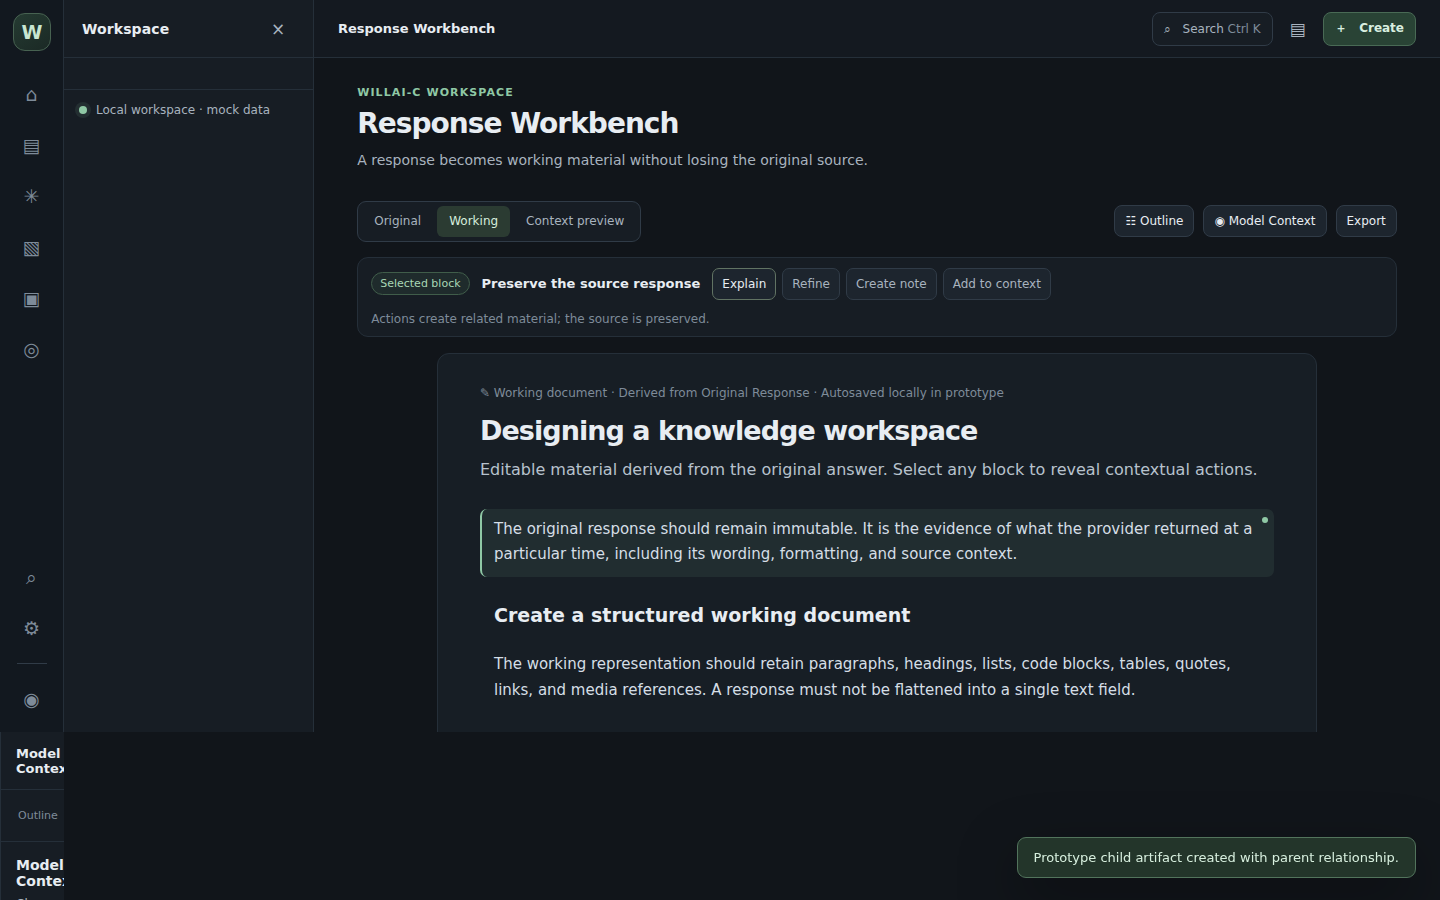 W
Workspace
Response Workbench
Search Ctrl K
+ Create
Local workspace · mock data
WILLAI-C WORKSPACE
Response Workbench
A response becomes working material without losing the original source.
Original
Working
Context preview
Outline
Model Context
Export
Selected block
Preserve the source response
Explain
Refine
Create note
Add to context
Actions create related material; the source is preserved.
Working document · Derived from Original Response · Autosaved locally in prototype
Designing a knowledge workspace
Editable material derived from the original answer. Select any block to reveal contextual actions.
The original response should remain immutable. It is the evidence of what the provider returned at a
particular time, including its wording, formatting, and source context.
Create a structured working document
The working representation should retain paragraphs, headings, lists, code blocks, tables, quotes,
links, and media references. A response must not be flattened into a single text field.
Model
Contex
Outline
Model
Contex
Prototype child artifact created with parent relationship.